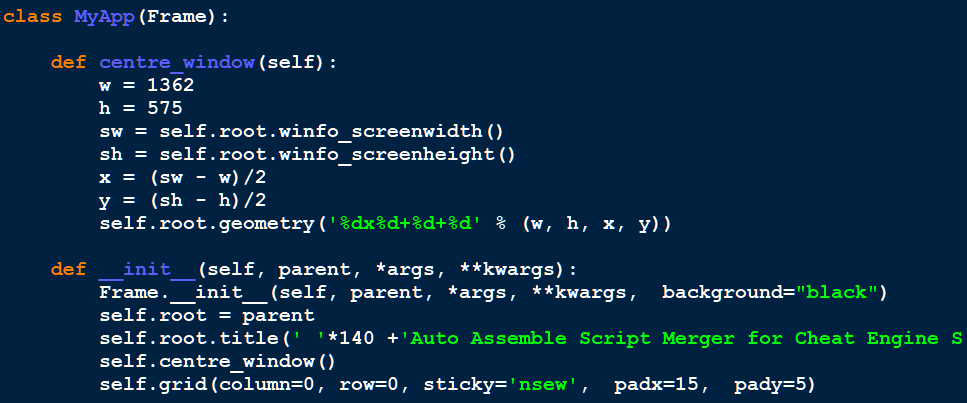 class MyApp(Frame):
def centre_window(self):
w = 1362
h = 575
sw = self.root.winfo_screenwidth()
sh = self.root.winfo_screenheight()
x = (sw - w)/2
y = (sh - h)/2
self.root.geometry('%dx%d+%d+%d' % (w, h, x, y))
def __init__(self, parent, *args, **kwargs):
Frame.__init__(self, parent, *args, **kwargs,  background="black")
self.root = parent
self.root.title(' '*140 +'Auto Assemble Script Merger for Cheat Engine S
self.centre_window()
self.grid(column=0, row=0, sticky='nsew',  padx=15,  pady=5)